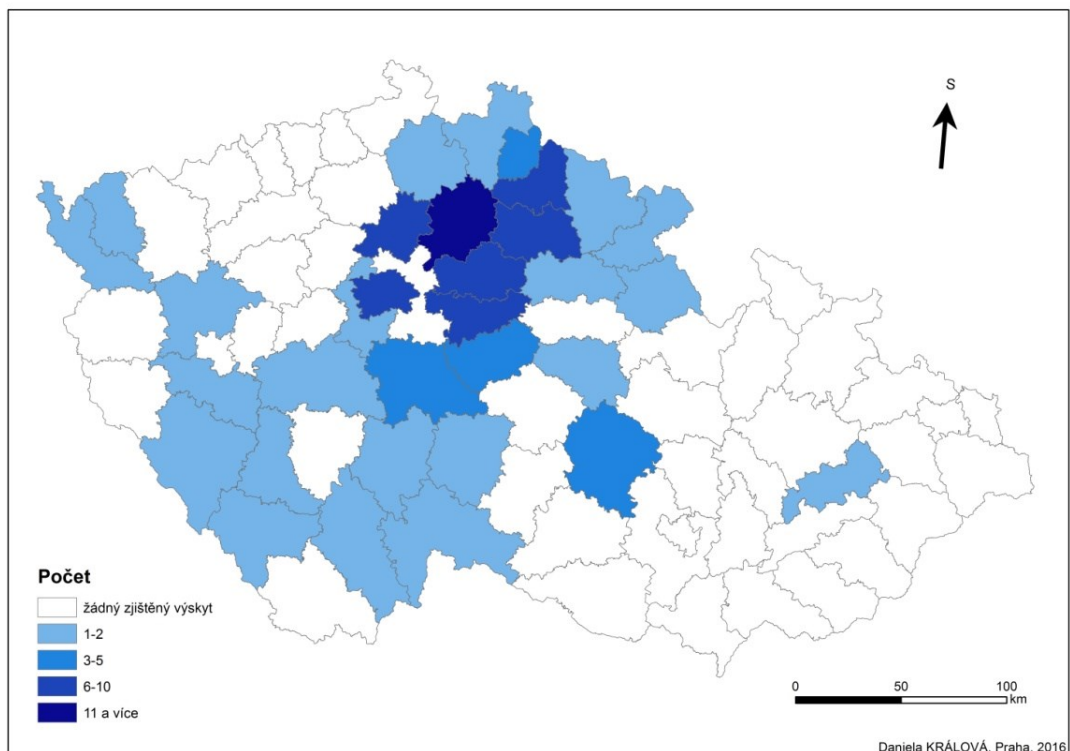 S
Počet
žádný zjištěný výskyt
1-2
3-5
6-10
11 a více
0 50 100
km
Daniela KRÁLOVÁ, Praha, 2016